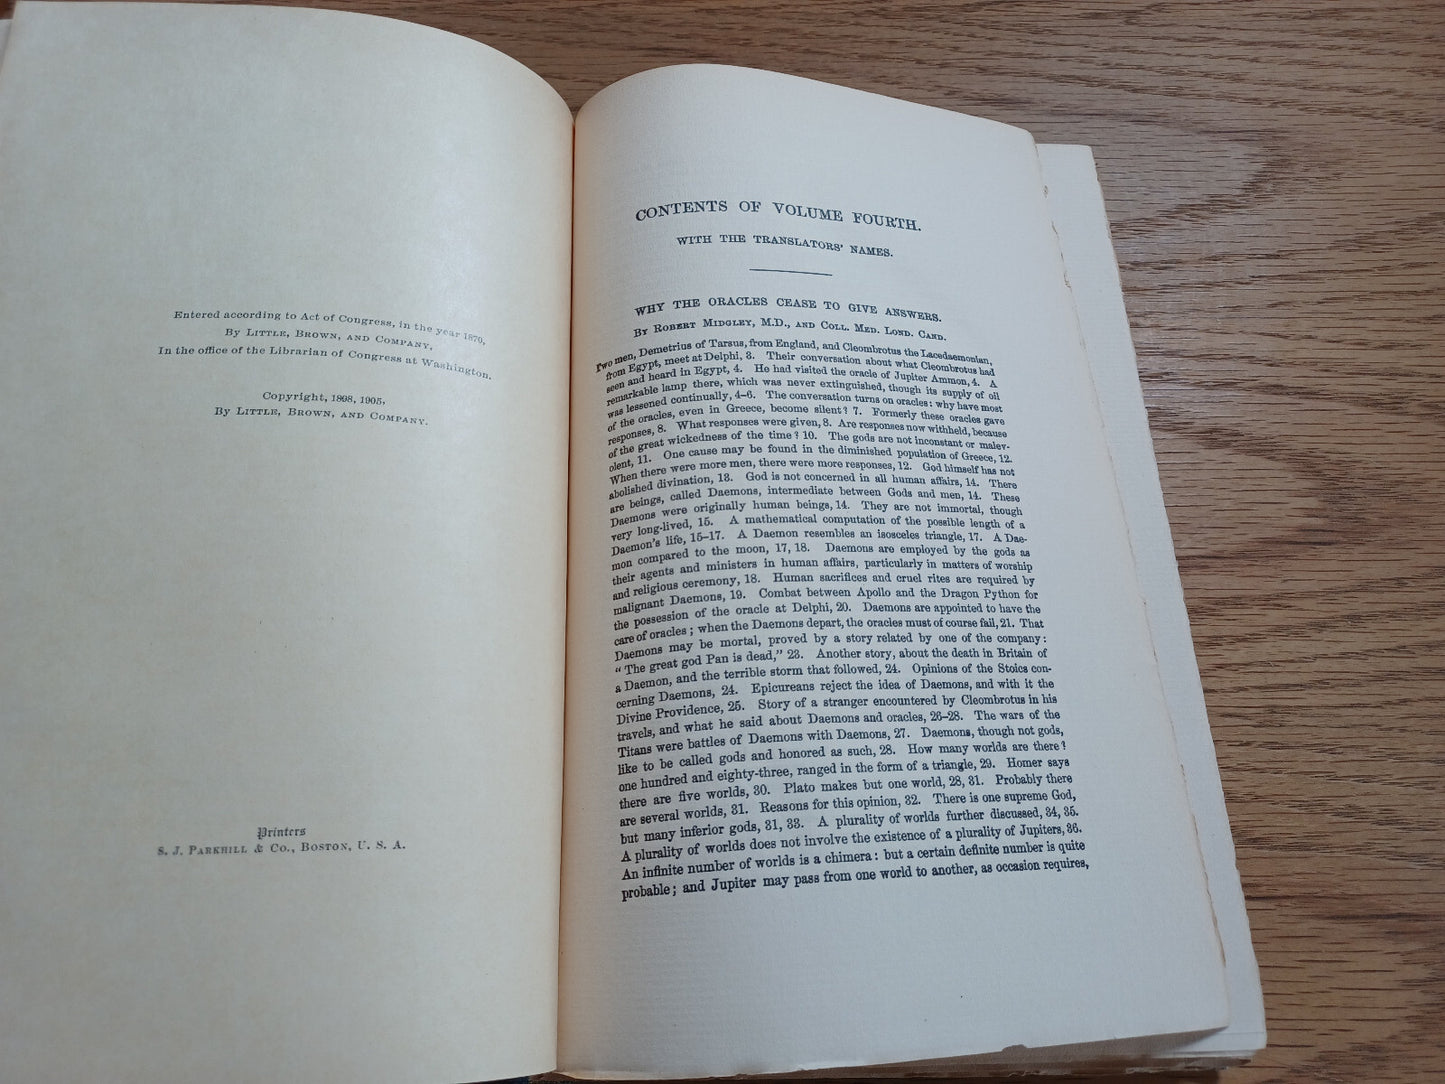 Entered according to Act of Congress, in the year 1870,
By Little, Brown, and Company,
In the office of the Librarian of Congress at Washington.
Copyright, 1898, 1905,
By Little, Brown, and Company.
Printers
S. J. Parkhill & Co., Boston, U. S. A.
CONTENTS OF VOLUME FOURTH.
WITH THE TRANSLATORS' NAMES.
WHY THE ORACLES CEASE TO GIVE ANSWERS.
By Robert Midgley, M.D., and Coll. Med. Lond. Cand.
Two men, Demetrius of Tarsus, from England, and Cleombrotus the Lacedaemonian,
from Egypt, meet at Delphi, 3. Their conversation about what Cleombrotus had
seen and heard in Egypt, 4. He had visited the oracle of Jupiter Ammon, 4. A
remarkable lamp there, which was never extinguished, though its supply of oil
was lessened continually, 4–6. The conversation turns on oracles: why have most
of the oracles, even in Greece, become silent? 7. Formerly these oracles gave
responses, 8. What responses were given, 8. Are responses now withheld, because
of the great wickedness of the time? 10. The gods are not inconstant or malev-
olent, 11. One cause may be found in the diminished population of Greece, 12.
When there were more men, there were more responses, 12. God himself has not
abolished divination, 13. God is not concerned in all human affairs, 14. There
are beings, called Daemons, intermediate between Gods and men, 14. These
Daemons were originally human beings, 14. They are not immortal, though
very long-lived, 15. A mathematical computation of the possible length of a
Daemon's life, 15–17. A Daemon resembles an isosceles triangle, 17. A Dae-
mon compared to the moon, 17, 18. Daemons are employed by the gods as
their agents and ministers in human affairs, particularly in matters of worship
and religious ceremony, 18. Human sacrifices and cruel rites are required by
malignant Daemons, 19. Combat between Apollo and the Dragon Python for
the possession of the oracle at Delphi, 20. Daemons are appointed to have the
care of oracles; when the Daemons depart, the oracles must of course fail, 21. That
Daemons may be mortal, proved by a story related by one of the company:
"The great god Pan is dead," 23. Another story, about the death in Britain of
a Daemon, and the terrible storm that followed, 24. Opinions of the Stoics con-
cerning Daemons, 24. Epicureans reject the idea of Daemons, and with it the
Divine Providence, 25. Story of a stranger encountered by Cleombrotus in his
travels, and what he said about Daemons and oracles, 26–28. The wars of the
Titans were battles of Daemons with Daemons, 27. Daemons, though not gods,
like to be called gods and honored as such, 28. How many worlds are there?
one hundred and eighty-three, ranged in the form of a triangle, 29. Homer says
there are five worlds, 30. Plato makes but one world, 28, 31. Probably there
are several worlds, 31. Reasons for this opinion, 32. There is one supreme God,
but many inferior gods, 31, 33. A plurality of worlds further discussed, 34, 35.
A plurality of worlds does not involve the existence of a plurality of Jupiters, 36.
An infinite number of worlds is a chimera: but a certain definite number is quite
probable; and Jupiter may pass from one world to another, as occasion requires,